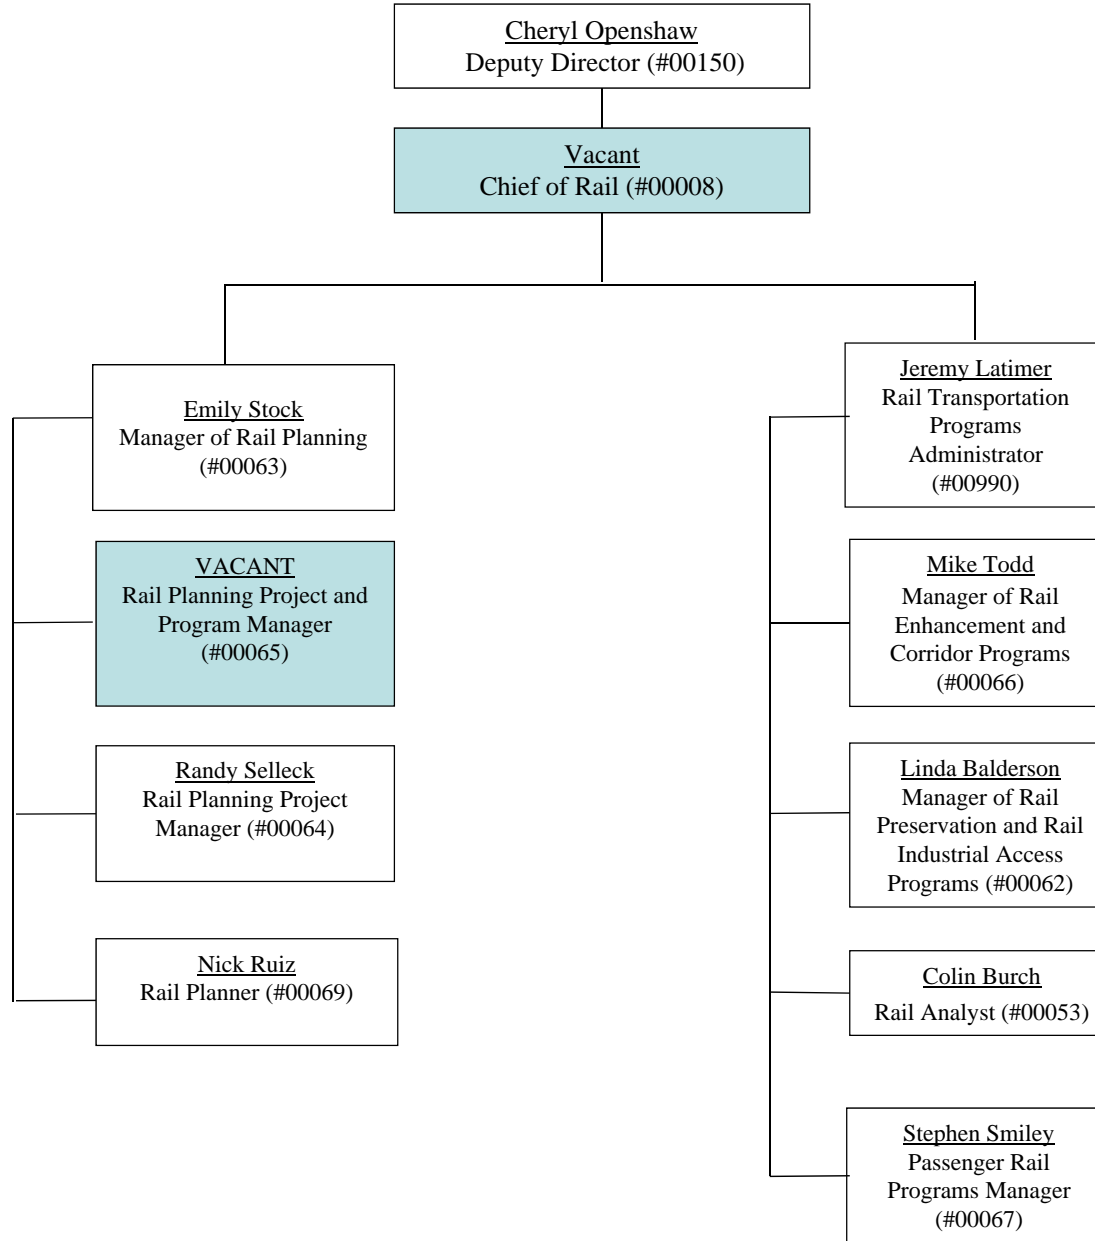 Cheryl Openshaw
Deputy Director (#00150)
Vacant
Chief of Rail (#00008)
Emily Stock
Manager of Rail Planning
(#00063)
VACANT
Rail Planning Project and
Program Manager
(#00065)
Randy Selleck
Rail Planning Project
Manager (#00064)
Nick Ruiz
Rail Planner (#00069)
Jeremy Latimer
Rail Transportation
Programs
Administrator
(#00990)
Mike Todd
Manager of Rail
Enhancement and
Corridor Programs
(#00066)
Linda Balderson
Manager of Rail
Preservation and Rail
Industrial Access
Programs (#00062)
Colin Burch
Rail Analyst (#00053)
Stephen Smiley
Passenger Rail
Programs Manager
(#00067)